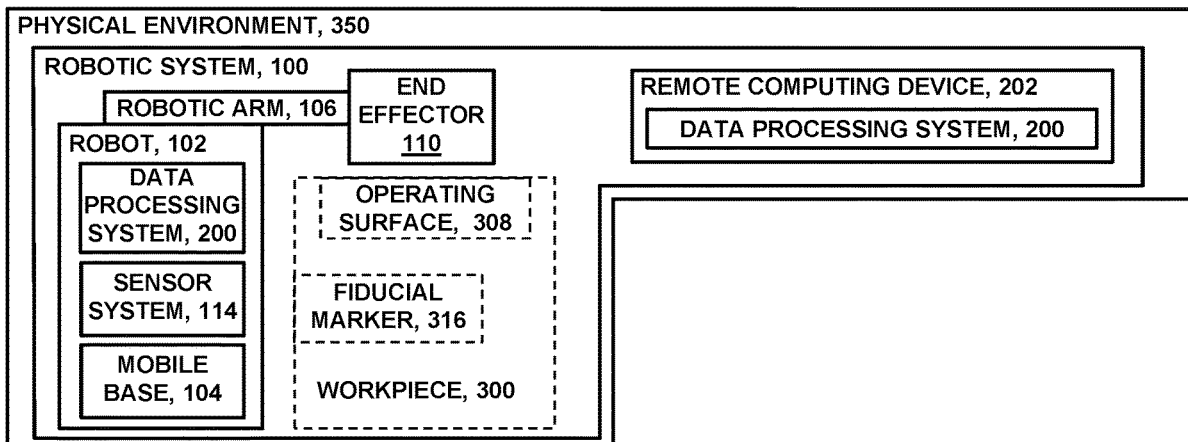 PHYSICAL ENVIRONMENT, 350
ROBOTIC SYSTEM, 100
ROBOTIC ARM, 106
END
EFFECTOR
110
ROBOT, 102
DATA
PROCESSING
SYSTEM, 200
SENSOR
SYSTEM, 114
MOBILE
BASE, 104
OPERATING
SURFACE, 308
FIDUCIAL
MARKER, 316
WORKPIECE, 300
REMOTE COMPUTING DEVICE, 202
DATA PROCESSING SYSTEM, 200